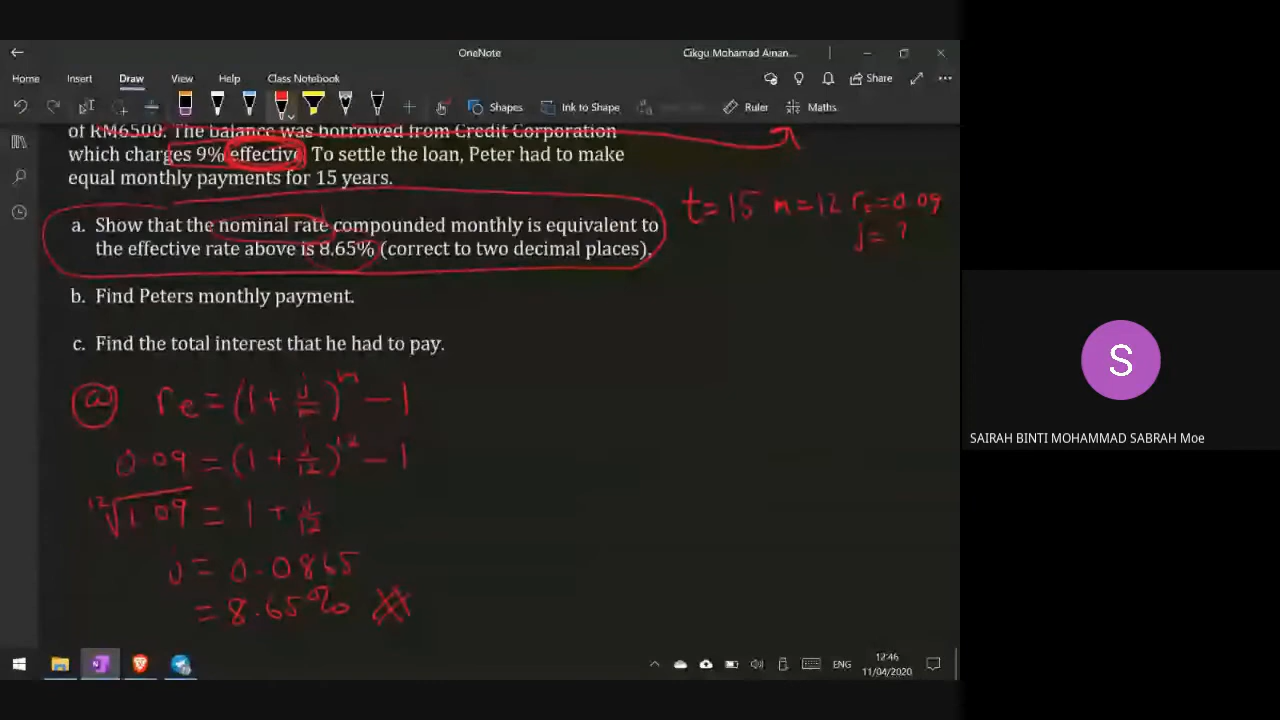 OneNote
Cikgu Mohamad Aman...
Home Insert Draw View Help Class Notebook
Share
Shapes Ink to Shape Ruler Maths
of RM6500. The balance was borrowed from Credit Corporation
which charges 9% effective. To settle the loan, Peter had to make
equal monthly payments for 15 years.
t = 15 m = 12 re = 0.09
j = ?
a. Show that the nominal rate compounded monthly is equivalent to
the effective rate above is 8.65% (correct to two decimal places).
b. Find Peters monthly payment.
c. Find the total interest that he had to pay.
a re = (1 + j/m)^m - 1
0.09 = (1 + j/12)^12 - 1
12√1.09 = 1 + j/12
j = 0.0865
= 8.65%
S
SAIRAH BINTI MOHAMMAD SABRAH Moe
ENG
12:46
11/04/2020